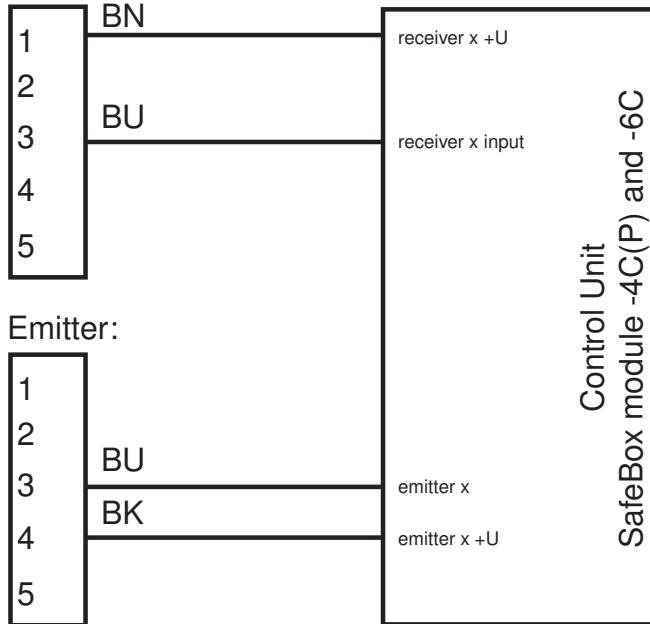 BN
1
receiver x +U
2
BU
3
receiver x input
4
5
Emitter:
1
2
BU
3
emitter x
BK
4
emitter x +U
5
Control Unit
SafeBox module -4C(P) and -6C